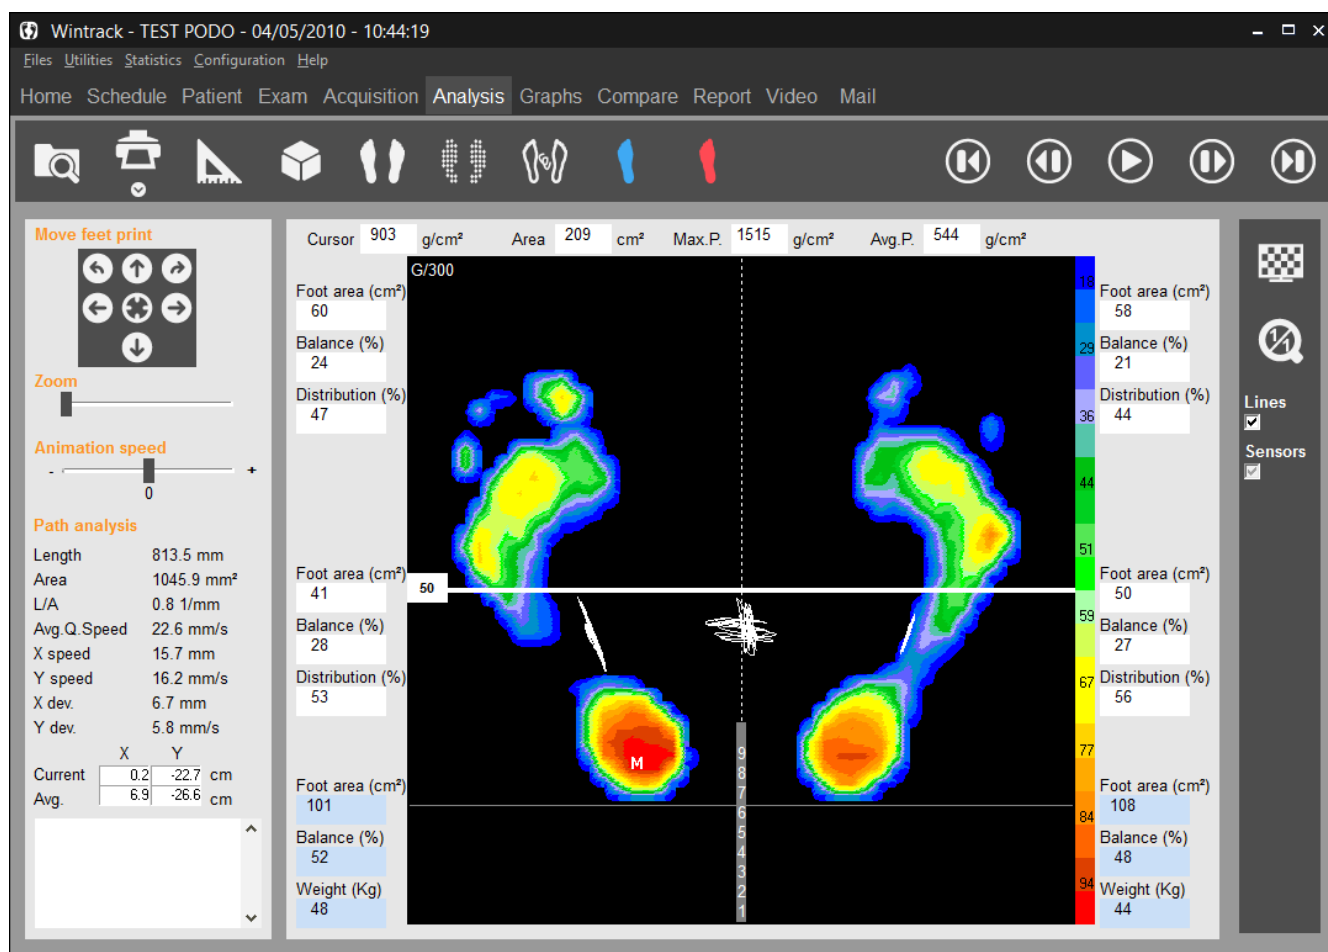 Wintrack - TEST PODO - 04/05/2010 - 10:44:19
Files Utilities Statistics Configuration Help
Home Schedule Patient Exam Acquisition Analysis Graphs Compare Report Video Mail
Move feet print
Zoom
Animation speed
- +
0
Path analysis
Length 813.5 mm
Area 1045.9 mm²
L/A 0.8 1/mm
Avg.Q.Speed 22.6 mm/s
X speed 15.7 mm
Y speed 16.2 mm/s
X dev. 6.7 mm
Y dev. 5.8 mm/s
X Y
Current 0.2 -22.7 cm
Avg. 6.9 -26.6 cm
Cursor 903 g/cm² Area 209 cm² Max.P. 1515 g/cm² Avg.P. 544 g/cm²
G/300
Foot area (cm²)
60
Balance (%)
24
Distribution (%)
47
Foot area (cm²)
41
Balance (%)
28
Distribution (%)
53
Foot area (cm²)
101
Balance (%)
52
Weight (Kg)
48
50
M
9
8
7
6
5
4
3
2
1
18
29
36
44
51
59
67
77
84
94
Foot area (cm²)
58
Balance (%)
21
Distribution (%)
44
Foot area (cm²)
50
Balance (%)
27
Distribution (%)
56
Foot area (cm²)
108
Balance (%)
48
Weight (Kg)
44
1/1
Lines
Sensors